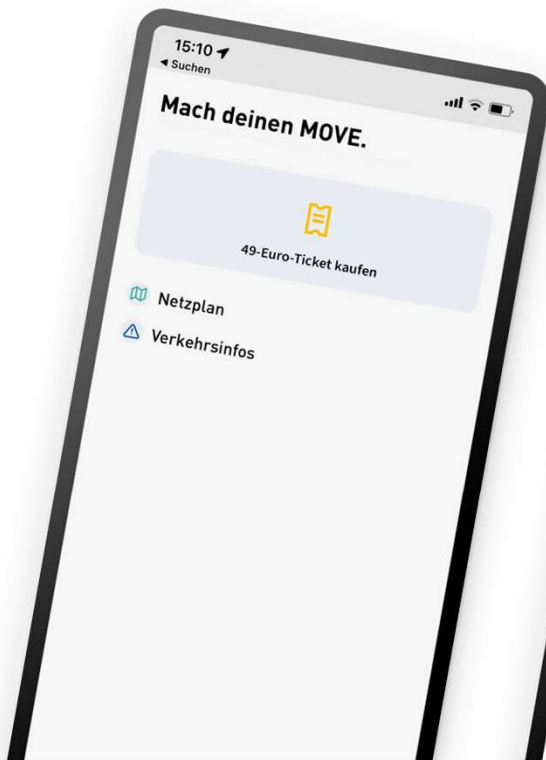 15:10
◀ Suchen
Mach deinen MOVE.
49-Euro-Ticket kaufen
Netzplan
Verkehrsinfos